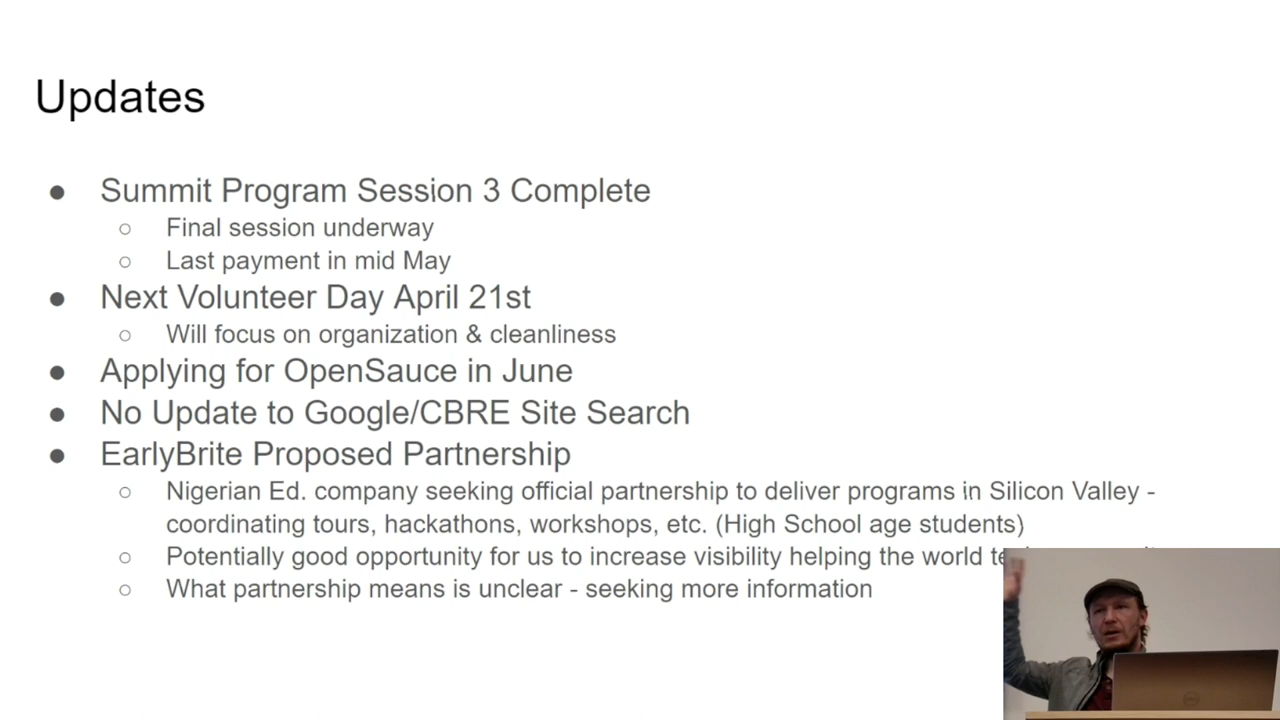 Updates
● Summit Program Session 3 Complete
○ Final session underway
○ Last payment in mid May
● Next Volunteer Day April 21st
○ Will focus on organization & cleanliness
● Applying for OpenSauce in June
● No Update to Google/CBRE Site Search
● EarlyBrite Proposed Partnership
○ Nigerian Ed. company seeking official partnership to deliver programs in Silicon Valley -
coordinating tours, hackathons, workshops, etc. (High School age students)
○ Potentially good opportunity for us to increase visibility helping the world
○ What partnership means is unclear - seeking more information